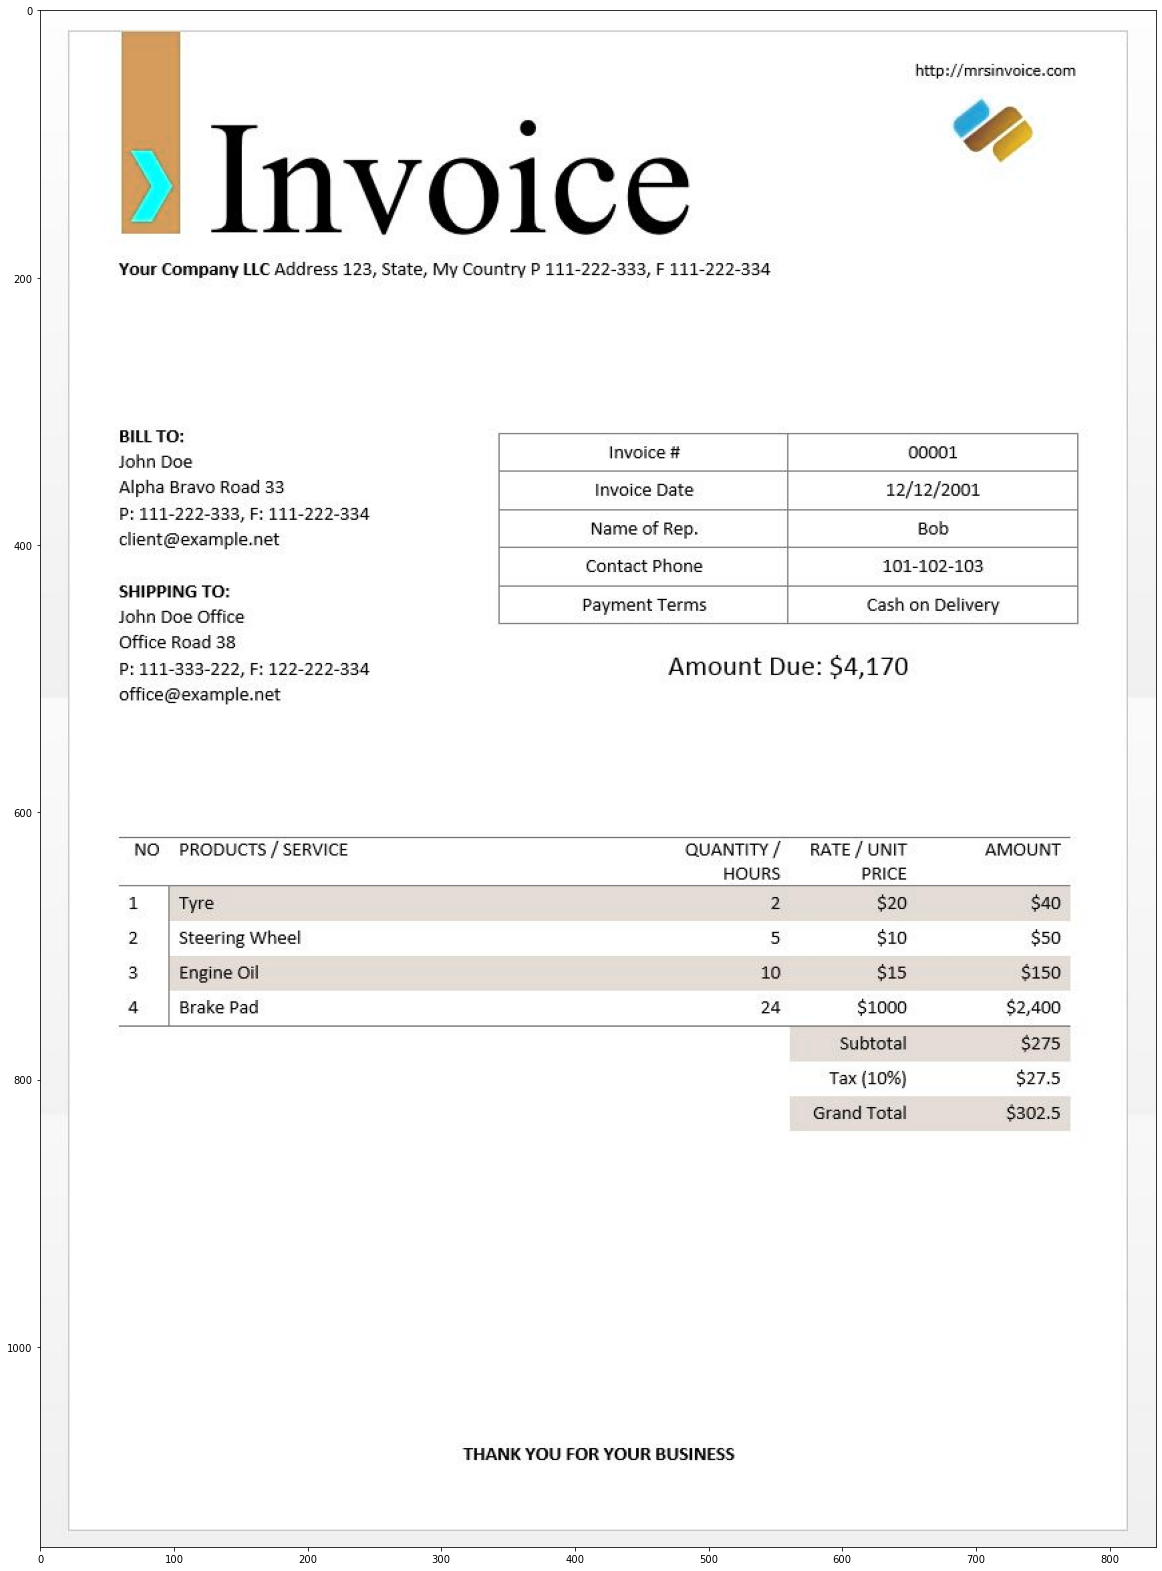 http://mrsinvoice.com
Invoice
Your Company LLC Address 123, State, My Country P 111-222-333, F 111-222-334
BILL TO:
John Doe
Alpha Bravo Road 33
P: 111-222-333, F: 111-222-334
client@example.net
SHIPPING TO:
John Doe Office
Office Road 38
P: 111-333-222, F: 122-222-334
office@example.net
Invoice # 00001
Invoice Date 12/12/2001
Name of Rep. Bob
Contact Phone 101-102-103
Payment Terms Cash on Delivery
Amount Due: $4,170
NO PRODUCTS / SERVICE QUANTITY / RATE / UNIT AMOUNT
HOURS PRICE
1 Tyre 2 $20 $40
2 Steering Wheel 5 $10 $50
3 Engine Oil 10 $15 $150
4 Brake Pad 24 $1000 $2,400
Subtotal $275
Tax (10%) $27.5
Grand Total $302.5
THANK YOU FOR YOUR BUSINESS
0
200
400
600
800
1000
0 100 200 300 400 500 600 700 800